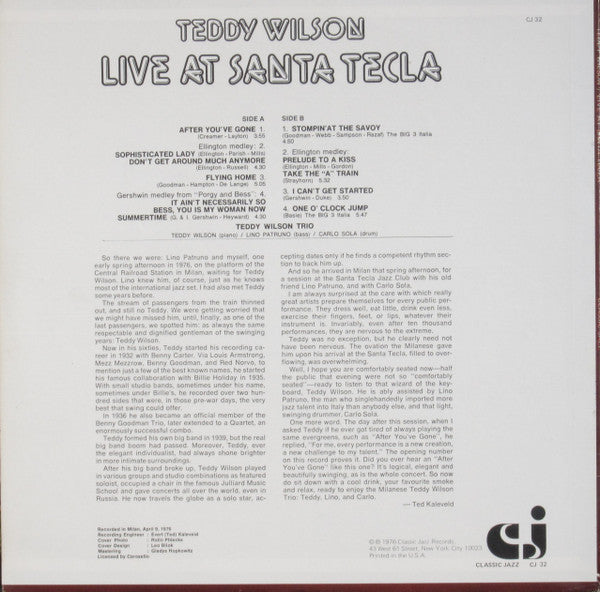 TEDDY WILSON
CJ 32
LIVE AT SANTA TECLA
SIDE A
AFTER YOU'VE GONE 1.
(Creamer - Layton) 3:55
Ellington medley: 2.
SOPHISTICATED LADY (Ellington - Parish - Mills)
DON'T GET AROUND MUCH ANYMORE
(Ellington - Russell) 4.30
FLYING HOME 3.
(Goodman - Hampton - De Lange) 5.05
Gershwin medley from "Porgy and Bess": 4.
IT AIN'T NECESSARILY SO
BESS, YOU IS MY WOMAN NOW
SUMMERTIME (G. & I. Gershwin - Heyward) 4.30
SIDE B
1. STOMPIN'AT THE SAVOY
(Goodman - Webb - Sampson - Razaf) The BIG 3 Italia
4:60
2. Ellington medley:
PRELUDE TO A KISS
(Ellington - Mills - Gordon)
TAKE THE "A" TRAIN
(Strayhorn) 5.32
3. I CAN'T GET STARTED
(Gershwin - Duke) 3.50
4. ONE O' CLOCK JUMP
(Basie) The BIG 3 Italia 5.47
TEDDY WILSON TRIO
TEDDY WILSON (piano) / LINO PATRUNO (bass) / CARLO SOLA (drum)
So there we were: Lino Patruno and myself, one
early spring afternoon in 1976, on the platform of the
Central Railroad Station in Milan, waiting for Teddy
Wilson. Lino knew him, of course, just as he knows
most of the international jazz set. I had also met Teddy
some years before.
The stream of passengers from the train thinned
out, and still no Teddy. We were getting worried that
we might have missed him, until, finally, as one of the
last passengers, we spotted him: as always the same
respectable and dignified gentleman of the swinging
years: Teddy Wilson.
Now in his sixties, Teddy started his recording ca-
reer in 1932 with Benny Carter. Via Louis Armstrong,
Mezz Mezzrow, Benny Goodman, and Red Norvo, to
mention just a few of the best known names, he started
his famous collaboration with Billie Holiday in 1935.
With small studio bands, sometimes under his name,
sometimes under Billie's, he recorded over two hun-
dred sides that were, in those pre-war days, the very
best that swing could offer.
In 1936 he also became an official member of the
Benny Goodman Trio, later extended to a Quartet, an
enormously successful combo.
Teddy formed his own big band in 1939, but the real
big band boom had passed. Moreover, Teddy, ever
the elegant individualist, had always shone brighter
in more intimate surroundings.
After his big band broke up, Teddy Wilson played
in various groups and studio combinations as featured
soloist, occupied a chair in the famous Julliard Music
School and gave concerts all over the world, even in
Russia. He now travels the globe as a solo star, ac-
cepting dates only if he finds a competent rhythm sec-
tion to back him up.
And so he arrived in Milan that spring afternoon, for
a session at the Santa Tecla Jazz Club with his old
friend Lino Patruno, and with Carlo Sola.
I am always surprised at the care with which really
great artists prepare themselves for every public per-
formance. They dress well, eat little, drink even less,
exercise their fingers, feet, or lips, whatever their
instrument is. Invariably, even after ten thousand
performances, they are nervous to the extreme.
Teddy was no exception, but he clearly need not
have been nervous. The ovation the Milanese gave
him upon his arrival at the Santa Tecla, filled to over-
flowing, was overwhelming.
Well, I hope you are comfortably seated now—half
the public that evening were not so "comfortably
seated"—ready to listen to that wizard of the key-
board, Teddy Wilson. He is ably assisted by Lino
Patruno, the man who singlehandedly imported more
jazz talent into Italy than anybody else, and that light,
swinging drummer, Carlo Sola.
One more word. The day after this session, when I
asked Teddy if he ever got tired of always playing the
same evergreens, such as "After You've Gone", he
replied, "For me, every performance is a new creation,
a new challenge to my talent." The opening number
on this record proves it. Did you ever hear an "After
You've Gone" like this one? It's logical, elegant and
beautifully swinging, as is the whole concert. So now
do sit down with a cool drink, your favourite smoke
and relax, ready to enjoy the Milanese Teddy Wilson
Trio: Teddy, Lino, and Carlo.
— Ted Kaleveld
Recorded in Milan, April 9, 1976
Recording Engineer : Evert (Ted) Kaleveld
Cover Photo :
Cover Design :
Mastering : Gladys Hopkowitz
Licensed by Carosello
©℗ 1976 Classic Jazz Records
43 West 61 Street, New York City 10023
Printed in the U.S.A.
cj
CLASSIC JAZZ CJ 32